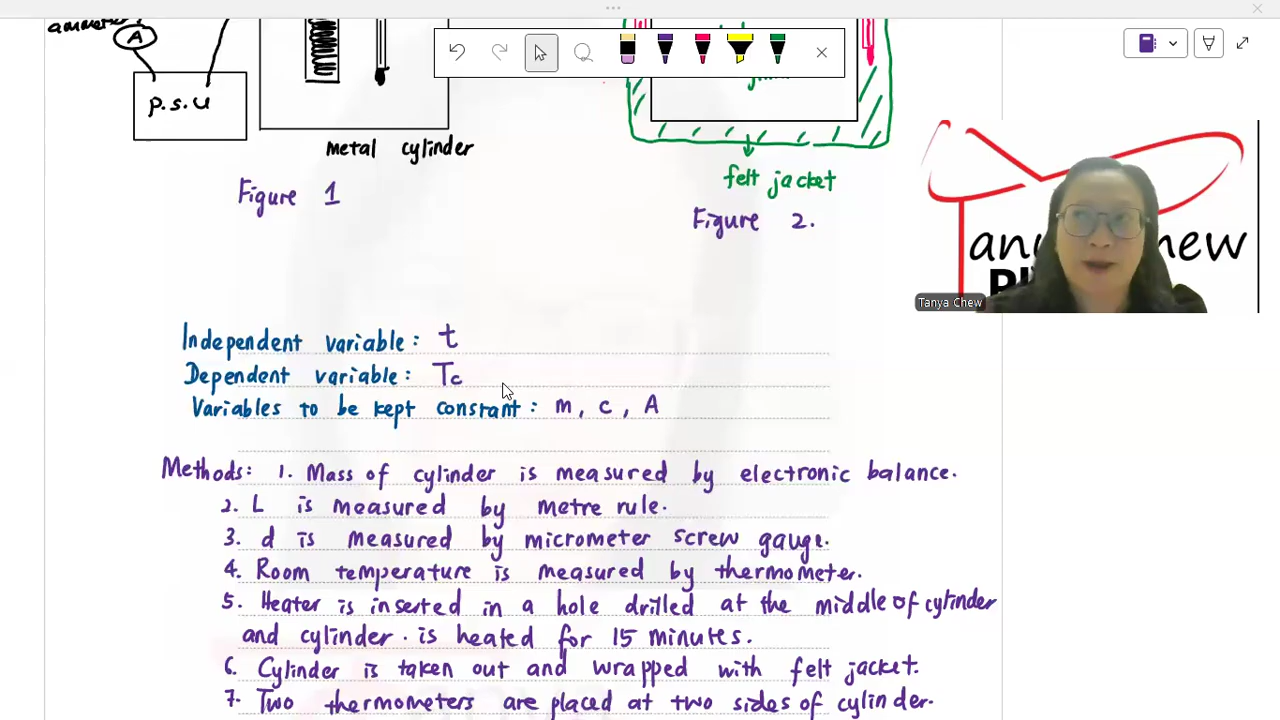 ammeter
A
p.s.u
metal cylinder
Figure 1
felt jacket
Figure 2.
any Chew
P
Tanya Chew
Independent variable: t
Dependent variable: Tc
Variables to be kept constant: m, c, A
Methods: 1. Mass of cylinder is measured by electronic balance.
2. L is measured by metre rule.
3. d is measured by micrometer screw gauge.
4. Room temperature is measured by thermometer.
5. Heater is inserted in a hole drilled at the middle of cylinder
and cylinder. is heated for 15 minutes.
6. Cylinder is taken out and wrapped with felt jacket.
7. Two thermometers are placed at two sides of cylinder.